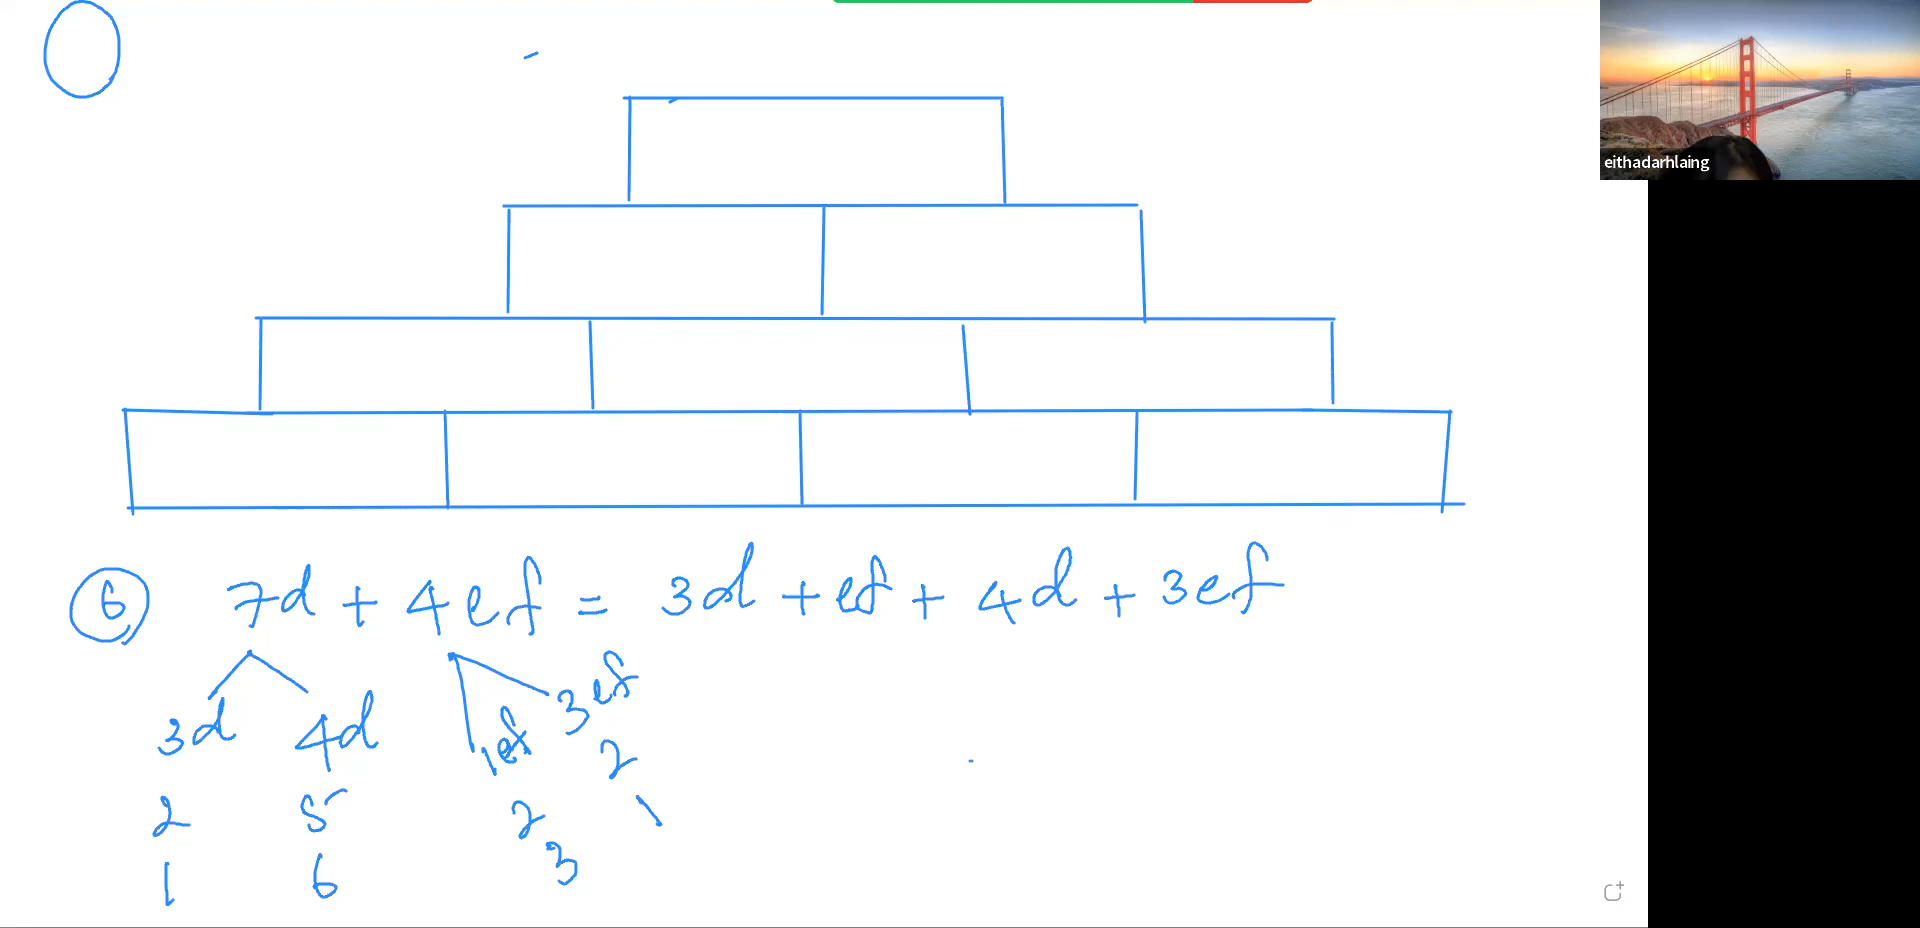 eithadarhlaing
6 7d + 4ef = 3d + ef + 4d + 3ef
3d 4d 1ef 3ef
2 5 2 2
1 6 3 1